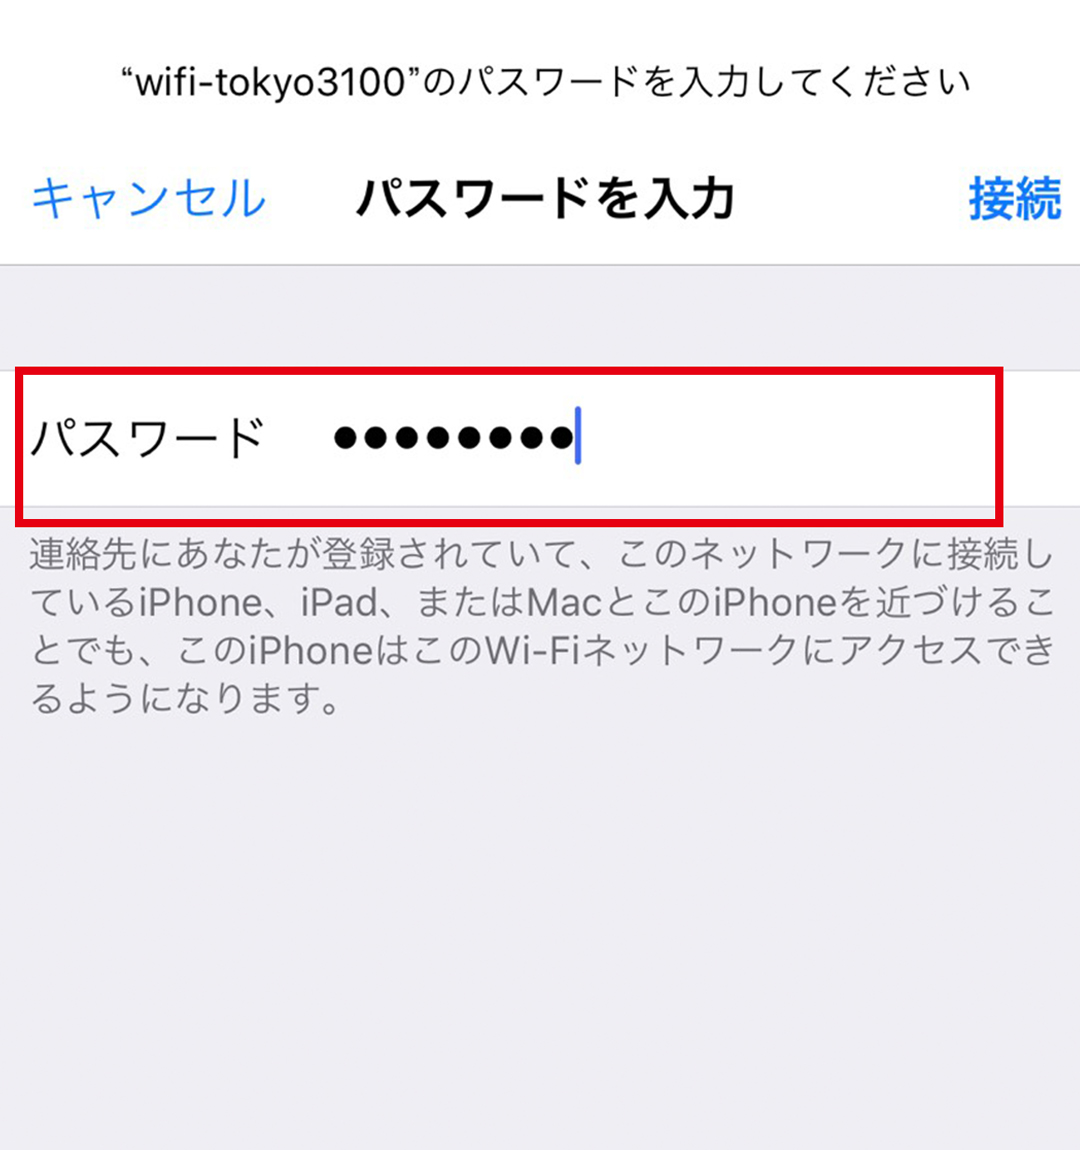 “wifi-tokyo3100”のパスワードを入力してください
キャンセル パスワードを入力 接続
パスワード ●●●●●●●●
連絡先にあなたが登録されていて、このネットワークに接続し
ているiPhone、iPad、またはMacとこのiPhoneを近づけるこ
とでも、このiPhoneはこのWi-Fiネットワークにアクセスでき
るようになります。